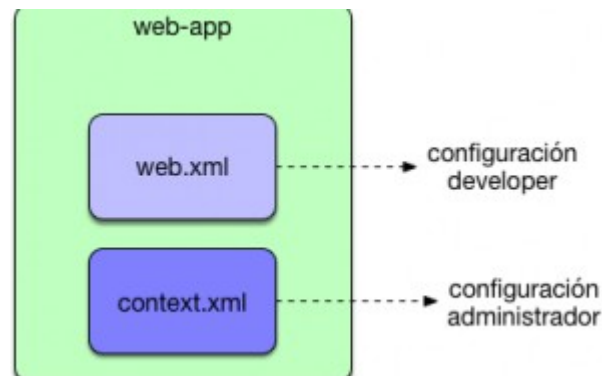 web-app
web.xml
configuración
developer
context.xml
configuración
administrador